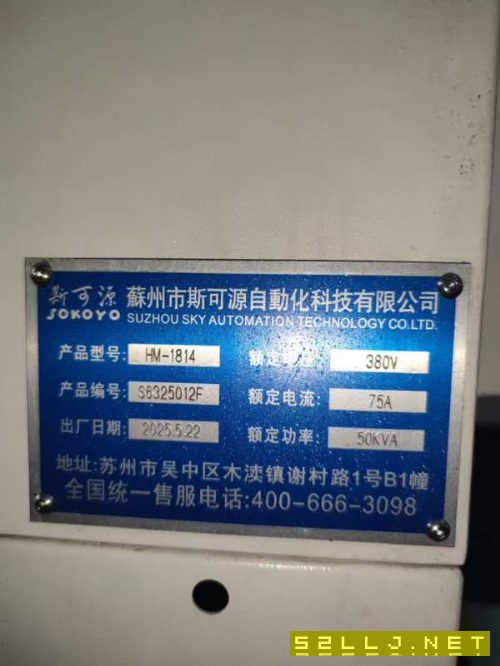 斯可源 蘇州市斯可源自動化科技有限公司
SOKOYO SUZHOU SKY AUTOMATION TECHNOLOGY CO.LTD.
产品型号: HM-1814 额定电压: 380V
产品编号: S6325012F 额定电流: 75A
出厂日期: 2025.5.22 额定功率: 50KVA
地址:苏州市吴中区木渎镇谢村路1号B1幢
全国统一售服电话:400-666-3098
52LLJ.NET